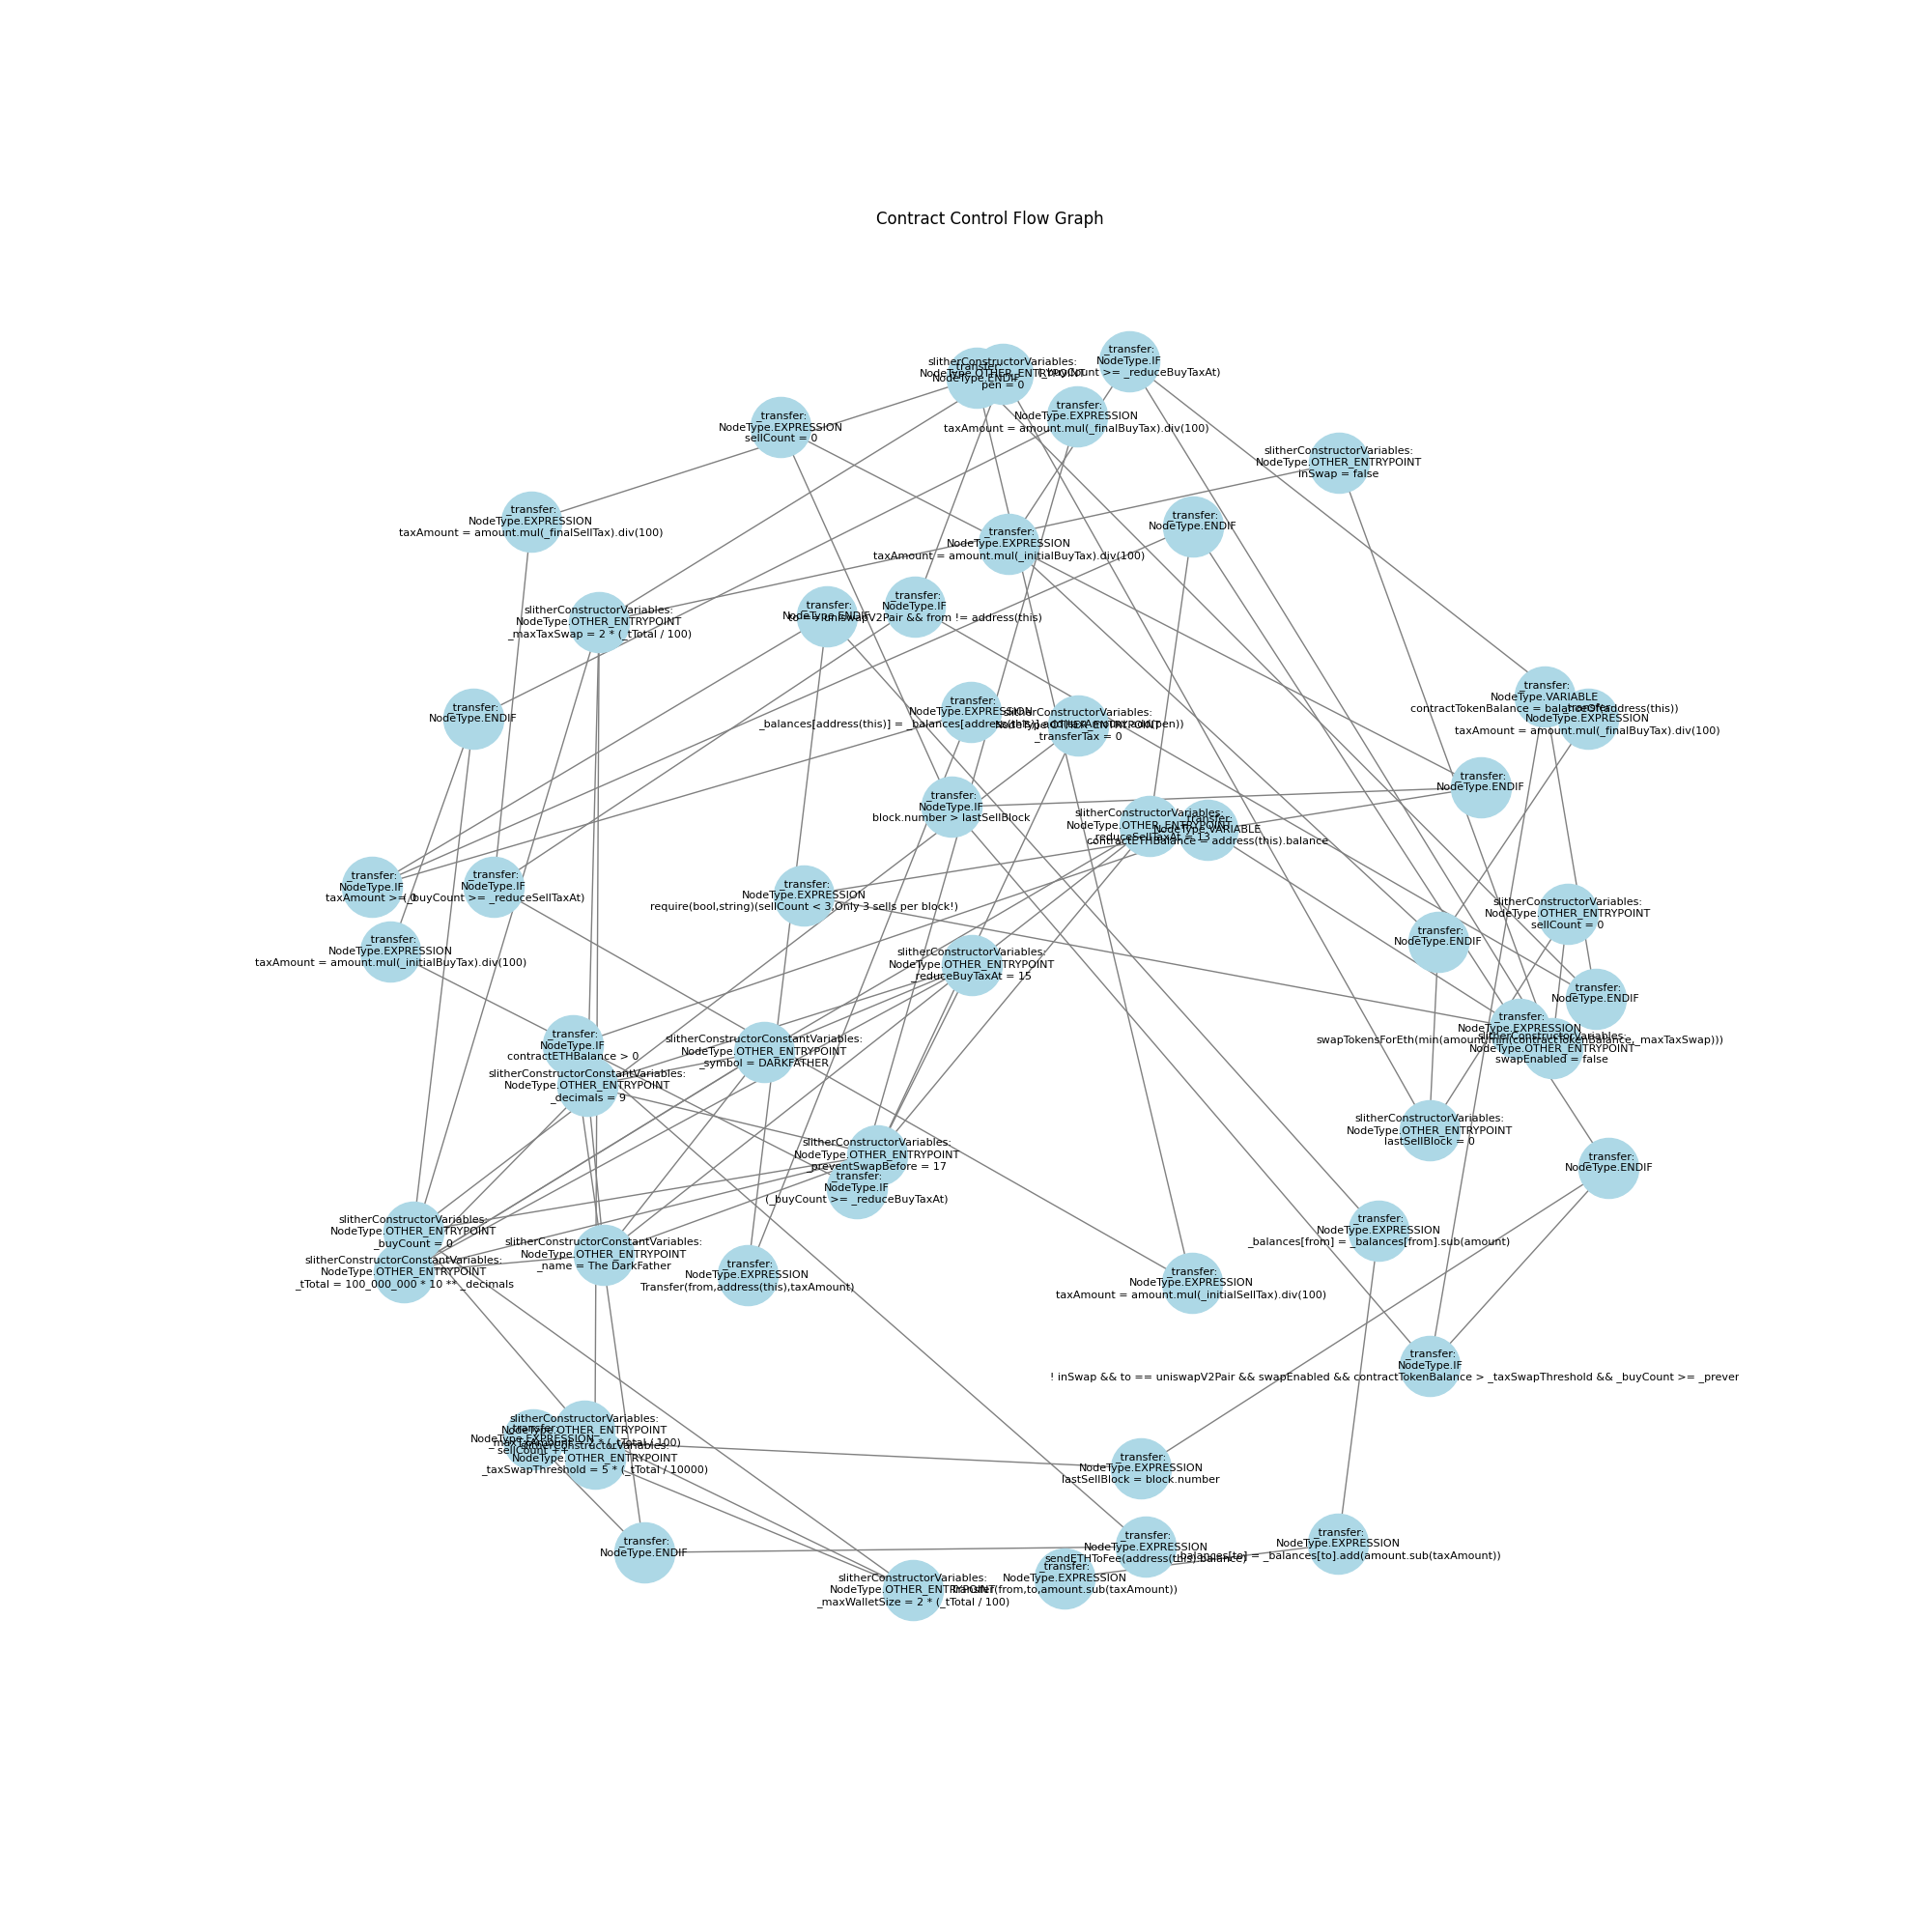 Contract Control Flow Graph
_transfer:
NodeType.IF
(_buyCount >= _reduceBuyTaxAt)
slitherConstructorVariables:
NodeType.OTHER_ENTRYPOINT
pen = 0
_transfer:
NodeType.ENDIF
_transfer:
NodeType.EXPRESSION
taxAmount = amount.mul(_finalBuyTax).div(100)
_transfer:
NodeType.EXPRESSION
sellCount = 0
slitherConstructorVariables:
NodeType.OTHER_ENTRYPOINT
inSwap = false
_transfer:
NodeType.EXPRESSION
taxAmount = amount.mul(_finalSellTax).div(100)
_transfer:
NodeType.ENDIF
_transfer:
NodeType.EXPRESSION
taxAmount = amount.mul(_initialBuyTax).div(100)
slitherConstructorVariables:
NodeType.OTHER_ENTRYPOINT
_maxTaxSwap = 2 * (_tTotal / 100)
_transfer:
NodeType.IF
to == uniswapV2Pair && from != address(this)
_transfer:
NodeType.ENDIF
_transfer:
NodeType.ENDIF
_transfer:
NodeType.EXPRESSION
_balances[address(this)] = _balances[address(this)].add(taxAmount.add(pen))
slitherConstructorVariables:
NodeType.OTHER_ENTRYPOINT
_transferTax = 0
_transfer:
NodeType.VARIABLE
contractTokenBalance = balanceOf(address(this))
_transfer:
NodeType.EXPRESSION
taxAmount = amount.mul(_finalBuyTax).div(100)
_transfer:
NodeType.ENDIF
_transfer:
NodeType.IF
block.number > lastSellBlock
slitherConstructorVariables:
NodeType.OTHER_ENTRYPOINT
_reduceSellTaxAt = 13
_transfer:
NodeType.VARIABLE
contractETHBalance = address(this).balance
_transfer:
NodeType.IF
taxAmount >= 0
_transfer:
NodeType.IF
(_buyCount >= _reduceSellTaxAt)
_transfer:
NodeType.EXPRESSION
require(bool,string)(sellCount < 3,Only 3 sells per block!)
slitherConstructorVariables:
NodeType.OTHER_ENTRYPOINT
sellCount = 0
_transfer:
NodeType.EXPRESSION
taxAmount = amount.mul(_initialBuyTax).div(100)
_transfer:
NodeType.ENDIF
slitherConstructorVariables:
NodeType.OTHER_ENTRYPOINT
_reduceBuyTaxAt = 15
_transfer:
NodeType.ENDIF
_transfer:
NodeType.EXPRESSION
swapTokensForEth(min(amount,min(contractTokenBalance,_maxTaxSwap)))
slitherConstructorVariables:
NodeType.OTHER_ENTRYPOINT
swapEnabled = false
_transfer:
NodeType.IF
contractETHBalance > 0
slitherConstructorConstantVariables:
NodeType.OTHER_ENTRYPOINT
_symbol = DARKFATHER
slitherConstructorConstantVariables:
NodeType.OTHER_ENTRYPOINT
_decimals = 9
slitherConstructorVariables:
NodeType.OTHER_ENTRYPOINT
lastSellBlock = 0
slitherConstructorVariables:
NodeType.OTHER_ENTRYPOINT
_preventSwapBefore = 17
_transfer:
NodeType.IF
(_buyCount >= _reduceBuyTaxAt)
_transfer:
NodeType.ENDIF
slitherConstructorVariables:
NodeType.OTHER_ENTRYPOINT
_buyCount = 0
_transfer:
NodeType.EXPRESSION
_balances[from] = _balances[from].sub(amount)
slitherConstructorConstantVariables:
NodeType.OTHER_ENTRYPOINT
_name = The DarkFather
slitherConstructorConstantVariables:
NodeType.OTHER_ENTRYPOINT
_tTotal = 100_000_000 * 10 ** _decimals
_transfer:
NodeType.EXPRESSION
Transfer(from,address(this),taxAmount)
_transfer:
NodeType.EXPRESSION
taxAmount = amount.mul(_initialSellTax).div(100)
_transfer:
NodeType.IF
! inSwap && to == uniswapV2Pair && swapEnabled && contractTokenBalance > _taxSwapThreshold && _buyCount >= _prever
slitherConstructorVariables:
NodeType.OTHER_ENTRYPOINT
_maxTxAmount = 2 * (_tTotal / 100)
_transfer:
NodeType.EXPRESSION
sellCount ++
slitherConstructorVariables:
NodeType.OTHER_ENTRYPOINT
_taxSwapThreshold = 5 * (_tTotal / 10000)
_transfer:
NodeType.EXPRESSION
lastSellBlock = block.number
_transfer:
NodeType.ENDIF
_transfer:
NodeType.EXPRESSION
sendETHToFee(address(this).balance)
_transfer:
NodeType.EXPRESSION
_balances[to] = _balances[to].add(amount.sub(taxAmount))
_transfer:
NodeType.EXPRESSION
Transfer(from,to,amount.sub(taxAmount))
slitherConstructorVariables:
NodeType.OTHER_ENTRYPOINT
_maxWalletSize = 2 * (_tTotal / 100)